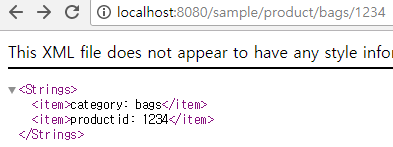 localhost:8080/sample/product/bags/1234
This XML file does not appear to have any style infor
▼<Strings>
<item>category: bags</item>
<item>productid: 1234</item>
</Strings>